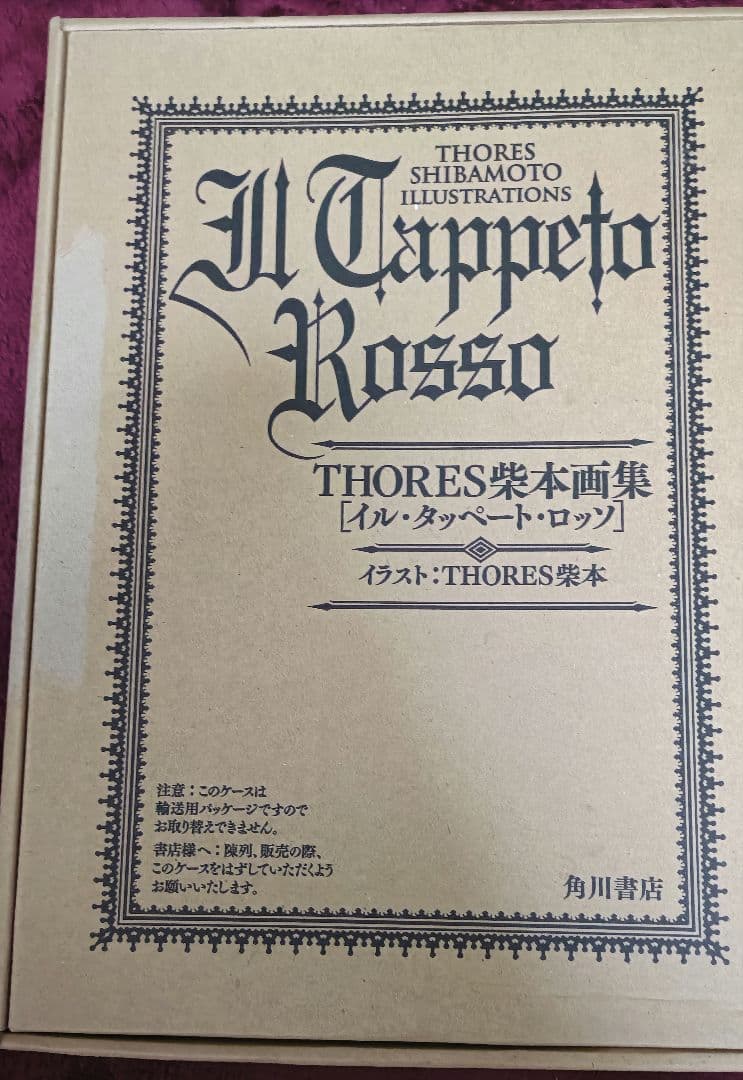 THORES
SHIBAMOTO
ILLUSTRATIONS
Il Tappeto
Rosso
THORES柴本画集
[イル・タッペート・ロッソ]
イラスト:THORES柴本
注意:このケースは
輸送用パッケージですので
お取り替えできません。
書店様へ:陳列、販売の際、
このケースをはずしていただくよう
お願いいたします。
角川書店